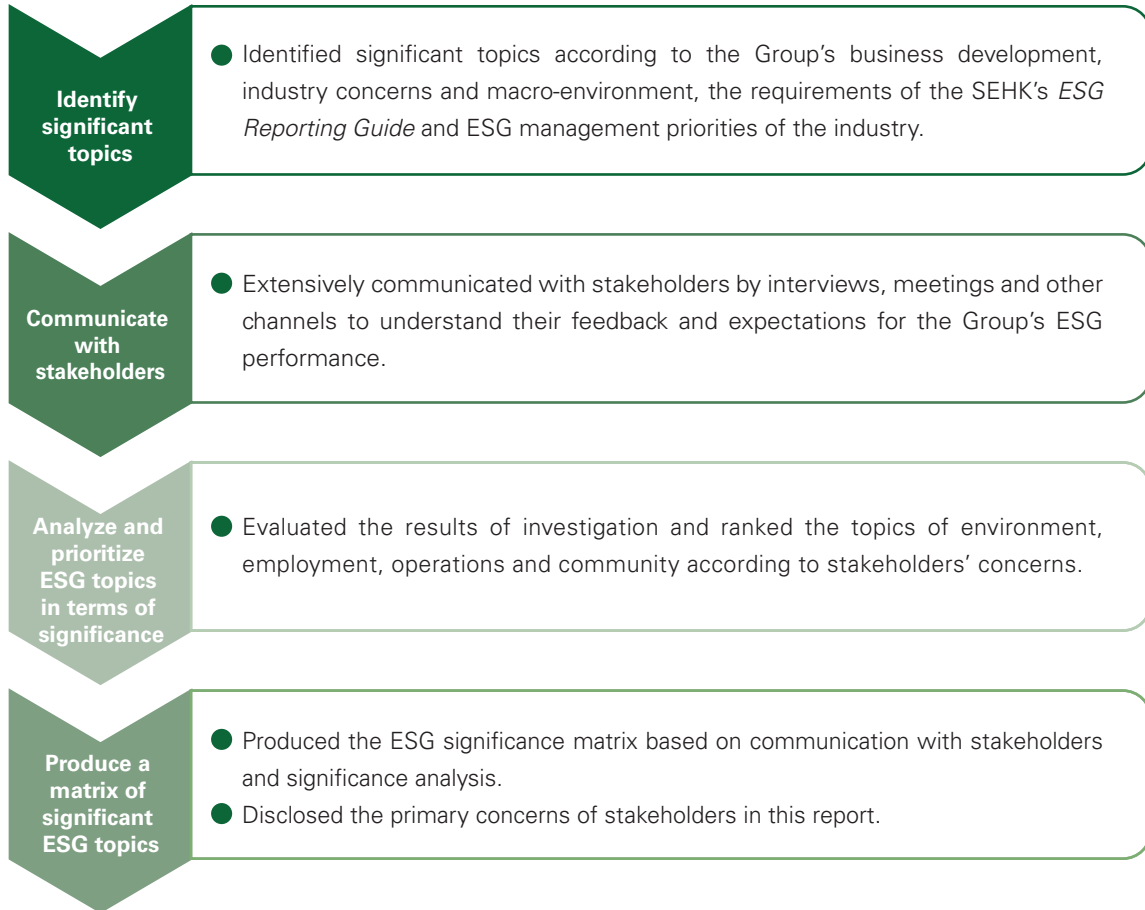 Identify
significant
topics
● Identified significant topics according to the Group's business development,
industry concerns and macro-environment, the requirements of the SEHK's ESG
Reporting Guide and ESG management priorities of the industry.
Communicate
with
stakeholders
● Extensively communicated with stakeholders by interviews, meetings and other
channels to understand their feedback and expectations for the Group's ESG
performance.
Analyze and
prioritize
ESG topics
in terms of
significance
● Evaluated the results of investigation and ranked the topics of environment,
employment, operations and community according to stakeholders' concerns.
Produce a
matrix of
significant
ESG topics
● Produced the ESG significance matrix based on communication with stakeholders
and significance analysis.
● Disclosed the primary concerns of stakeholders in this report.